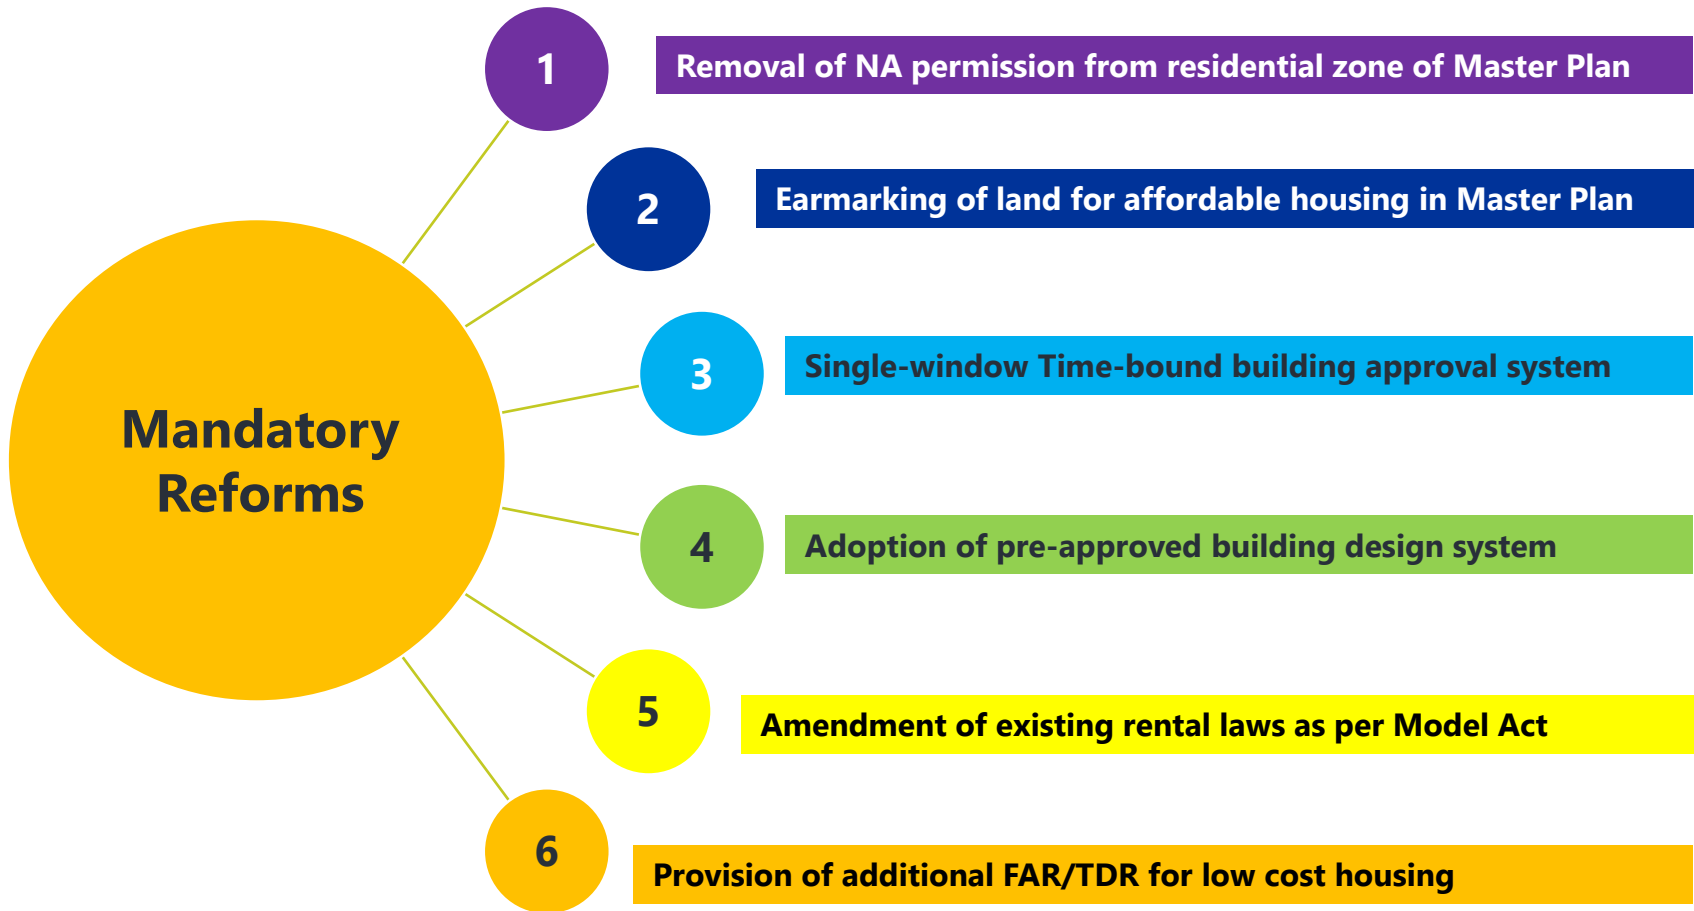 1
Removal of NA permission from residential zone of Master Plan
2
Earmarking of land for affordable housing in Master Plan
3
Single-window Time-bound building approval system
Mandatory
Reforms
4
Adoption of pre-approved building design system
5
Amendment of existing rental laws as per Model Act
6
Provision of additional FAR/TDR for low cost housing